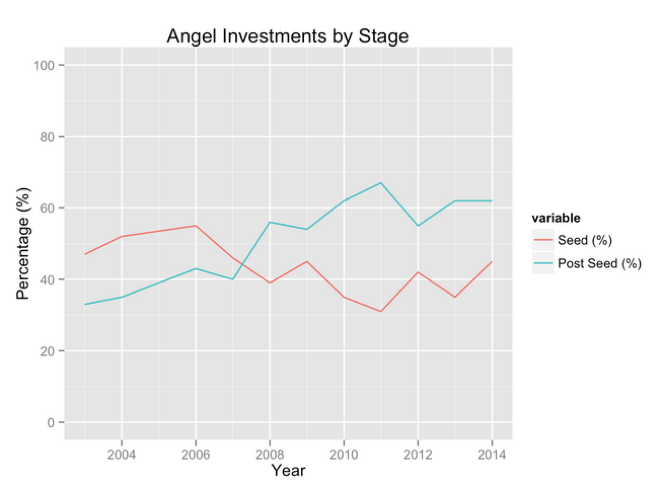 Angel Investments by Stage
Percentage (%)
100
80
60
40
20
0
2004 2006 2008 2010 2012 2014
Year
variable
Seed (%)
Post Seed (%)